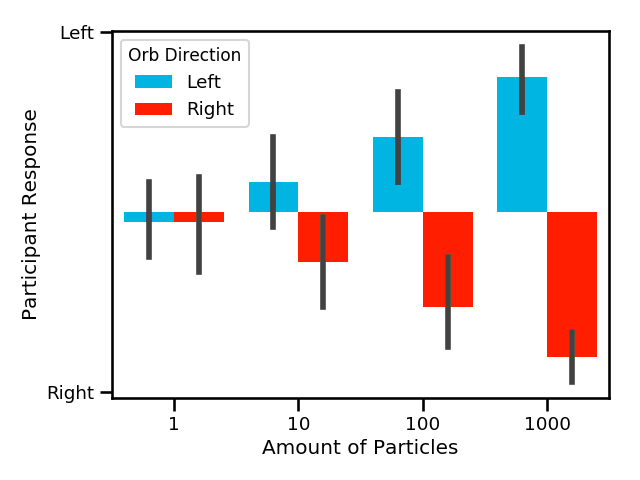 Left
Orb Direction
Left
Right
Participant Response
Right
1
10
100
1000
Amount of Particles